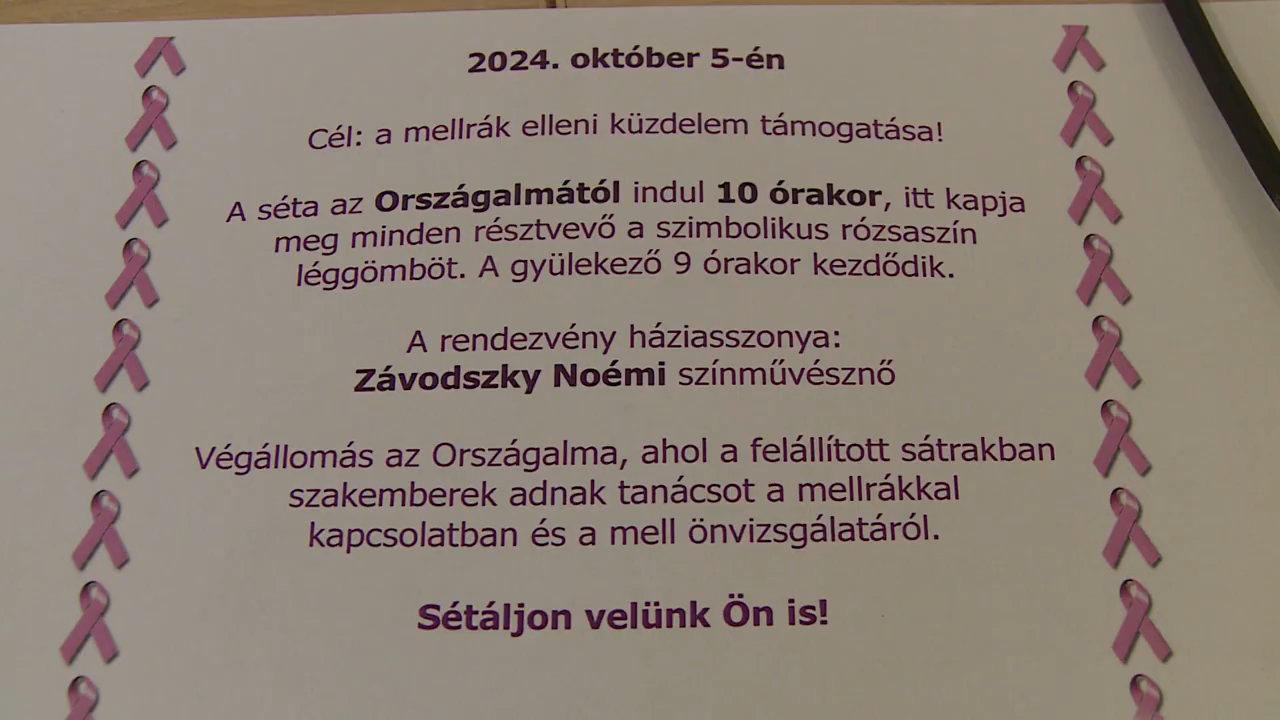 2024. október 5-én
Cél: a mellrák elleni küzdelem támogatása!
A séta az Országalmától indul 10 órakor, itt kapja
meg minden résztvevő a szimbolikus rózsaszín
léggömböt. A gyülekező 9 órakor kezdődik.
A rendezvény háziasszonya:
Závodszky Noémi színművésznő
Végállomás az Országalma, ahol a felállított sátrakban
szakemberek adnak tanácsot a mellrákkal
kapcsolatban és a mell önvizsgálatáról.
Sétáljon velünk Ön is!